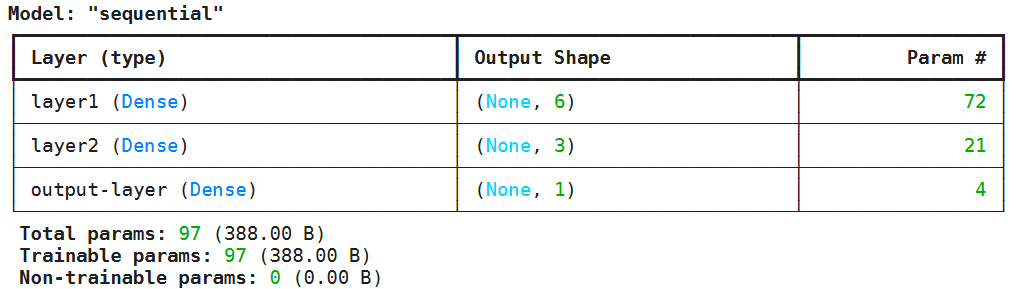 Model: "sequential"
Layer (type) Output Shape Param #
layer1 (Dense) (None, 6) 72
layer2 (Dense) (None, 3) 21
output-layer (Dense) (None, 1) 4
Total params: 97 (388.00 B)
Trainable params: 97 (388.00 B)
Non-trainable params: 0 (0.00 B)